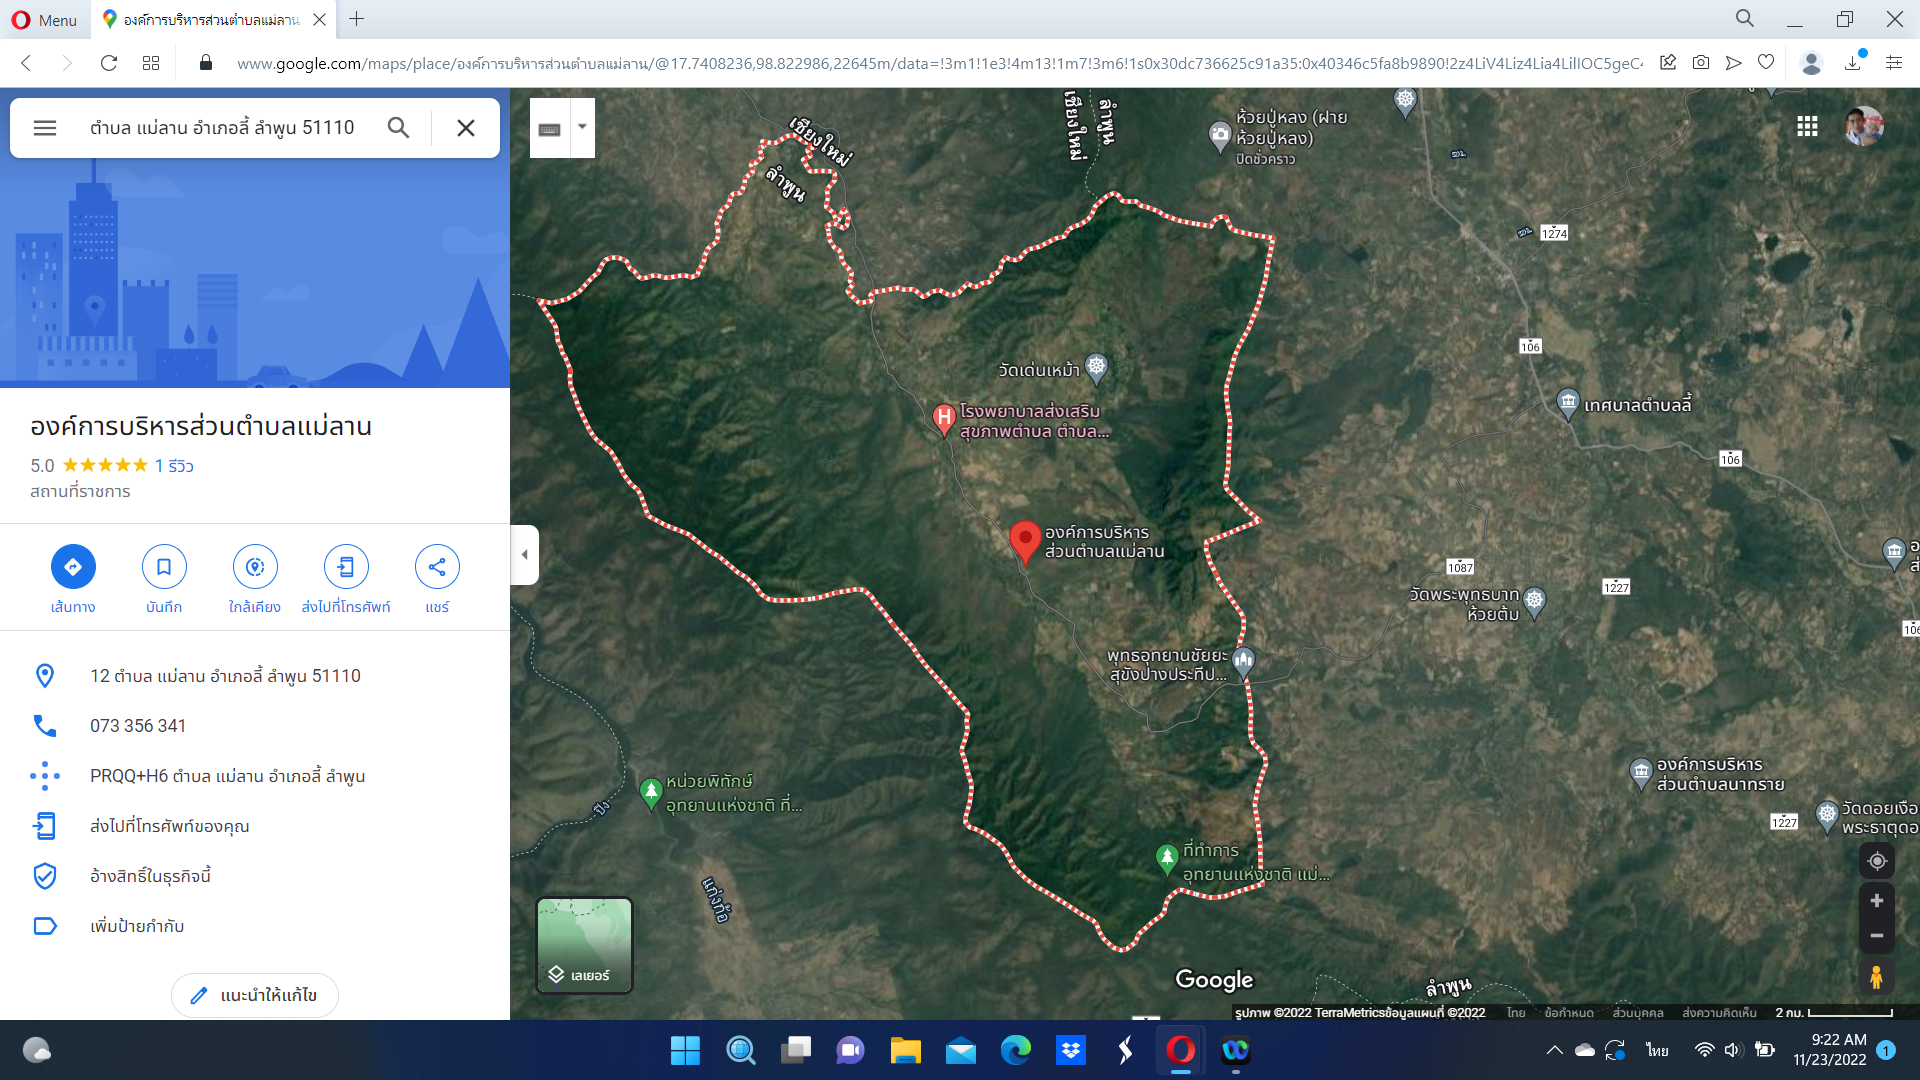 Menu
องค์การบริหารส่วนตำบลแม่ลาน
www.google.com/maps/place/องค์การบริหารส่วนตำบลแม่ลาน/@17.7408236,98.822986,22645m/data=!3m1!1e3!4m13!1m7!3m6!1s0x30dc736625c91a35:0x40346c5fa8b9890!2z4LiV4Liz4Lia4LilIOC5geC
ตำบล แม่ลาน อำเภอลี้ ลำพูน 51110
องค์การบริหารส่วนตำบลแม่ลาน
5.0
1 รีวิว
สถานที่ราชการ
เส้นทาง
บันทึก
ใกล้เคียง
ส่งไปที่โทรศัพท์
แชร์
12 ตำบล แม่ลาน อำเภอลี้ ลำพูน 51110
073 356 341
PRQQ+H6 ตำบล แม่ลาน อำเภอลี้ ลำพูน
ส่งไปที่โทรศัพท์ของคุณ
อ้างสิทธิ์ในธุรกิจนี้
เพิ่มป้ายกำกับ
แนะนำให้แก้ไข
เชียงใหม่
ลำพูน
เชียงใหม่
ลำพูน
ห้วยปู่หลง (ฝาย
ห้วยปู่หลง)
ปิดชั่วคราว
1274
106
วัดเด่นเหม้า
โรงพยาบาลส่งเสริม
สุขภาพตำบล ตำบล...
เทศบาลตำบลลี้
106
องค์การบริหาร
ส่วนตำบลแม่ลาน
1087
1227
วัดพระพุทธบาท
ห้วยต้ม
106
พุทธอุทยานชัยยะ
สุขังปางประทีป...
หน่วยพิทักษ์
อุทยานแห่งชาติ ที่...
ปิง
แก่งก้อ
องค์การบริหาร
ส่วนตำบลนาทราย
1227
วัดดอยเงือ
พระธาตุดอ
ที่ทำการ
อุทยานแห่งชาติ แม่...
เลเยอร์
Google
ลำพูน
รูปภาพ ©2022 TerraMetricsข้อมูลแผนที่ ©2022
ไทย
ข้อกำหนด
ส่วนบุคคล
ส่งความคิดเห็น
2 กม.
ไทย
9:22 AM
11/23/2022
1